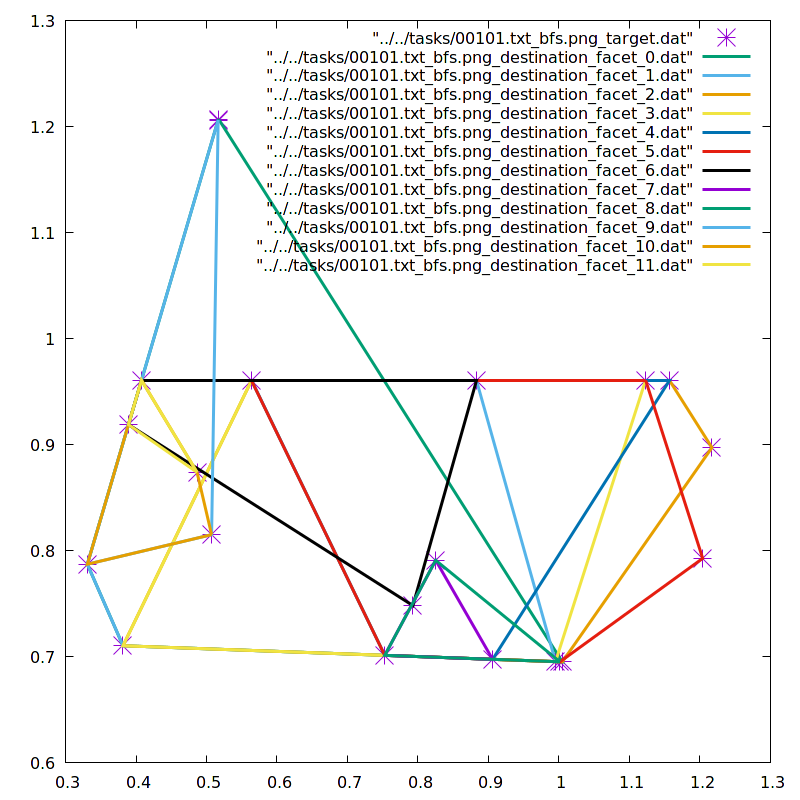 1.3
"../../tasks/00101.txt_bfs.png_target.dat"
"../../tasks/00101.txt_bfs.png_destination_facet_0.dat"
"../../tasks/00101.txt_bfs.png_destination_facet_1.dat"
"../../tasks/00101.txt_bfs.png_destination_facet_2.dat"
"../../tasks/00101.txt_bfs.png_destination_facet_3.dat"
1.2
"../../tasks/00101.txt_bfs.png_destination_facet_4.dat"
"../../tasks/00101.txt_bfs.png_destination_facet_5.dat"
"../../tasks/00101.txt_bfs.png_destination_facet_6.dat"
"../../tasks/00101.txt_bfs.png_destination_facet_7.dat"
"../../tasks/00101.txt_bfs.png_destination_facet_8.dat"
"../../tasks/00101.txt_bfs.png_destination_facet_9.dat"
1.1
"../../tasks/00101.txt_bfs.png_destination_facet_10.dat"
"../../tasks/00101.txt_bfs.png_destination_facet_11.dat"
1
0.9
0.8
0.7
0.6
0.3 0.4 0.5 0.6 0.7 0.8 0.9 1 1.1 1.2 1.3